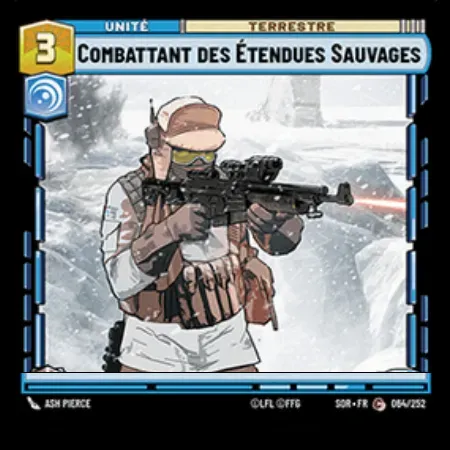 UNITÉ
TERRESTRE
3
COMBATTANT DES ÉTENDUES SAUVAGES
ASH PIERCE
©LFL ©FFG
SOR•FR
C
064/252